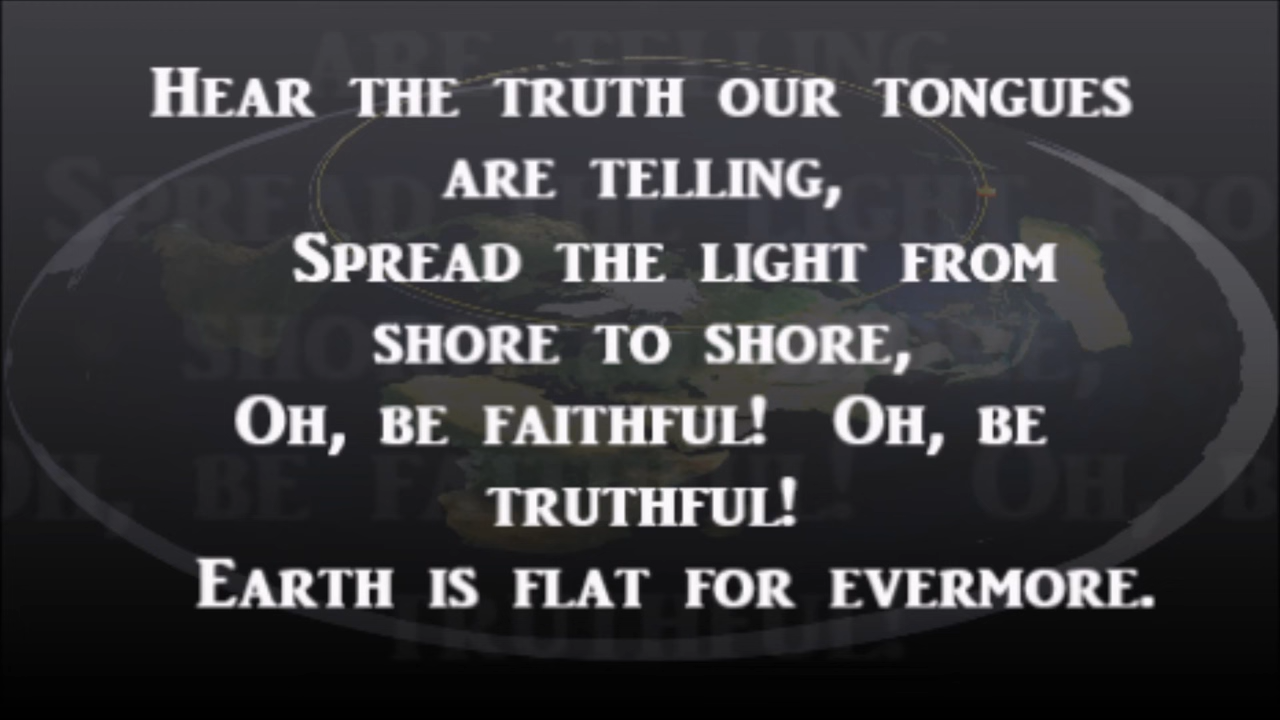 Hear the truth our tongues
are telling,
Spread the light from
shore to shore,
Oh, be faithful! Oh, be
truthful!
Earth is flat for evermore.